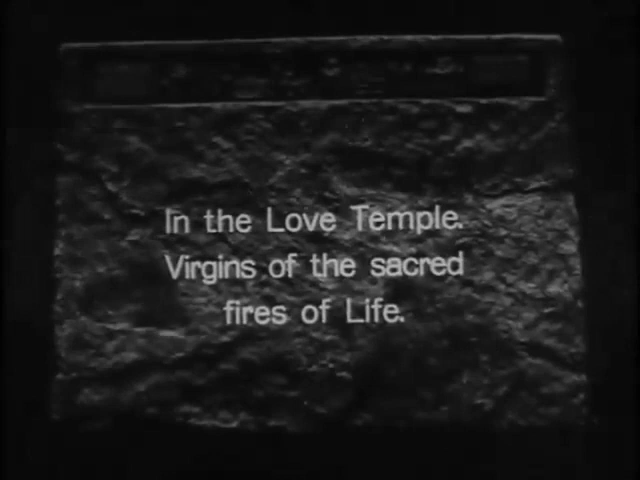 In the Love Temple.
Virgins of the sacred
fires of Life.